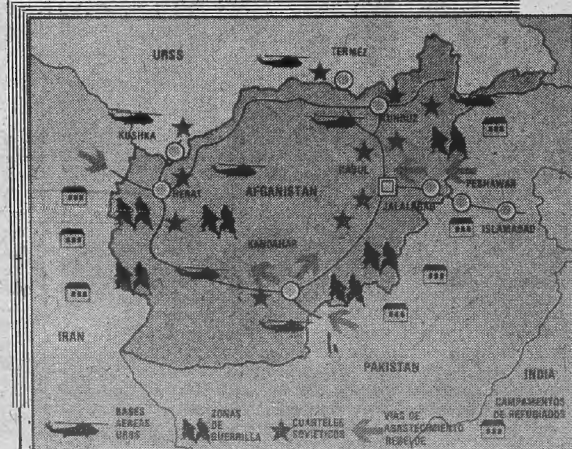 URSS
TERMEZ
KUSHKA
KUNDUZ
HERAT
AFGANISTAN
KABUL
JALALABAD
PESHAWAR
ISLAMABAD
KANDAHAR
IRAN
PAKISTAN
INDIA
BASES
AEREAS
URSS
ZONAS
DE
GUERRILLA
CUARTELES
SOVIETICOS
VIAS DE
ABASTECIMIENTO
REBELDE
CAMPAMENTOS
DE REFUGIADOS